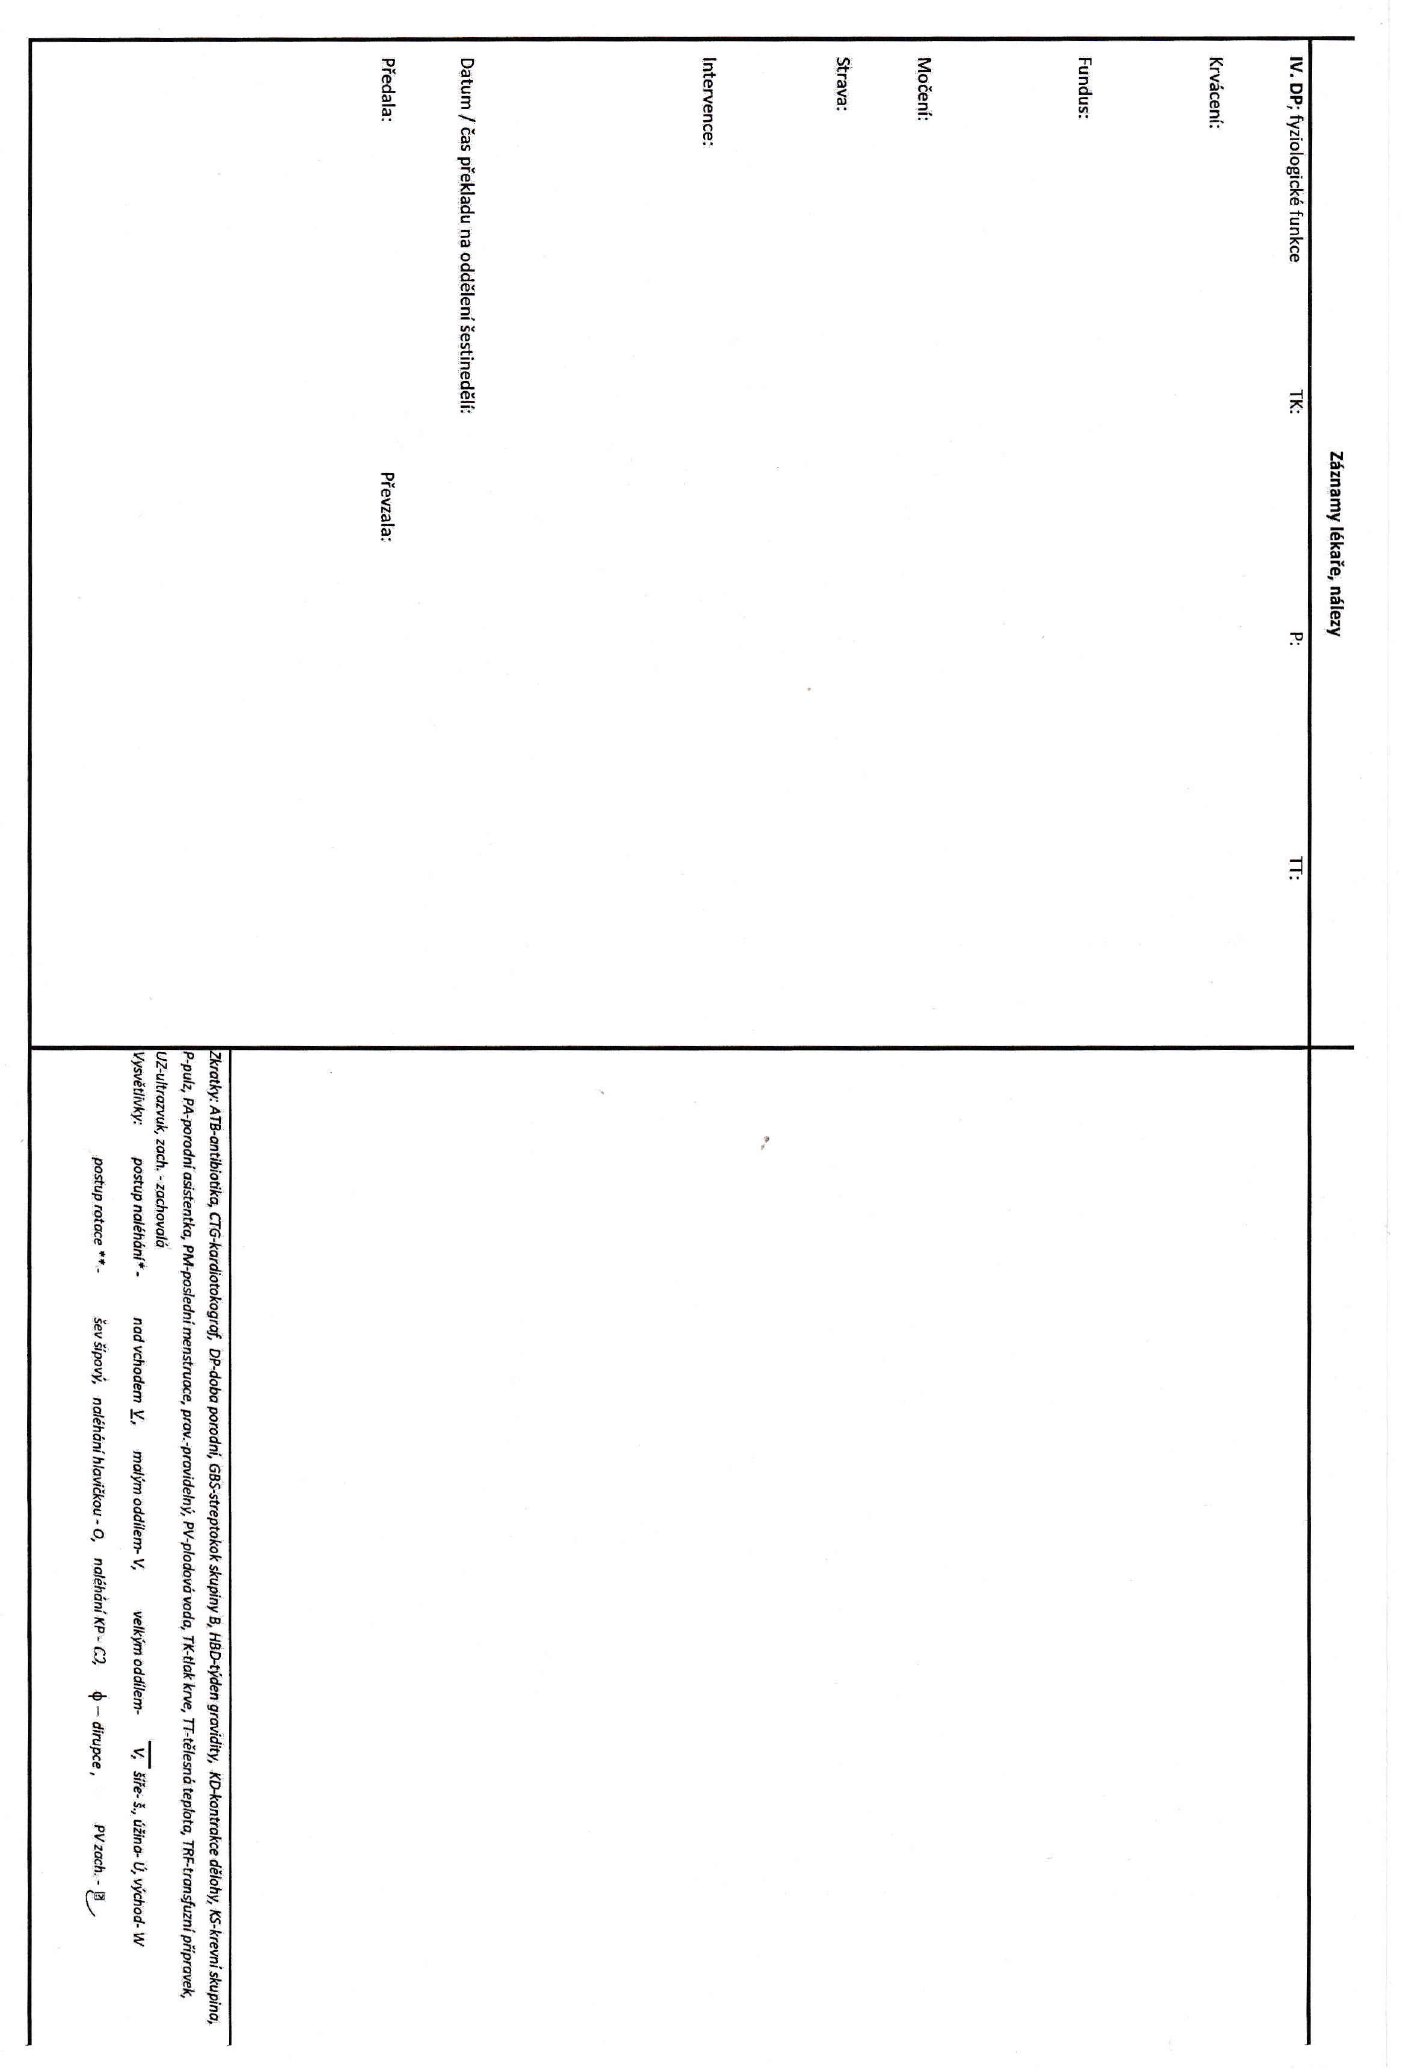 Záznamy lékaře, nálezy
IV. DP; fyziologické funkce TK: P: TT:
Krvácení:
Fundus:
Močení:
Strava:
Intervence:
Datum / čas překladu na oddělení šestinedělí:
Předala: Převzala:
Zkratky: ATB-antibiotika, CTG-kardiotokograf, DP-doba porodní, GBS-streptokok skupiny B, HBD-týden gravidity, KD-kontrakce dělohy, KS-krevní skupina,
P-pulz, PA-porodní asistentka, PM-poslední menstruace, prav.-pravidelný, PV-plodová voda, TK-tlak krve, TT-tělesná teplota, TRF-transfuzní přípravek,
UZ-ultrazvuk, zach. - zachovalá
Vysvětlivky: postup naléhání*- nad vchodem V, malým oddílem- V, velkým oddílem- V, šíře- š., úžina- Ú, východ- W
postup rotace **.- šev šípový, naléhání hlavičkou - O, naléhání KP - ϕ – dirupce, PV zach. -